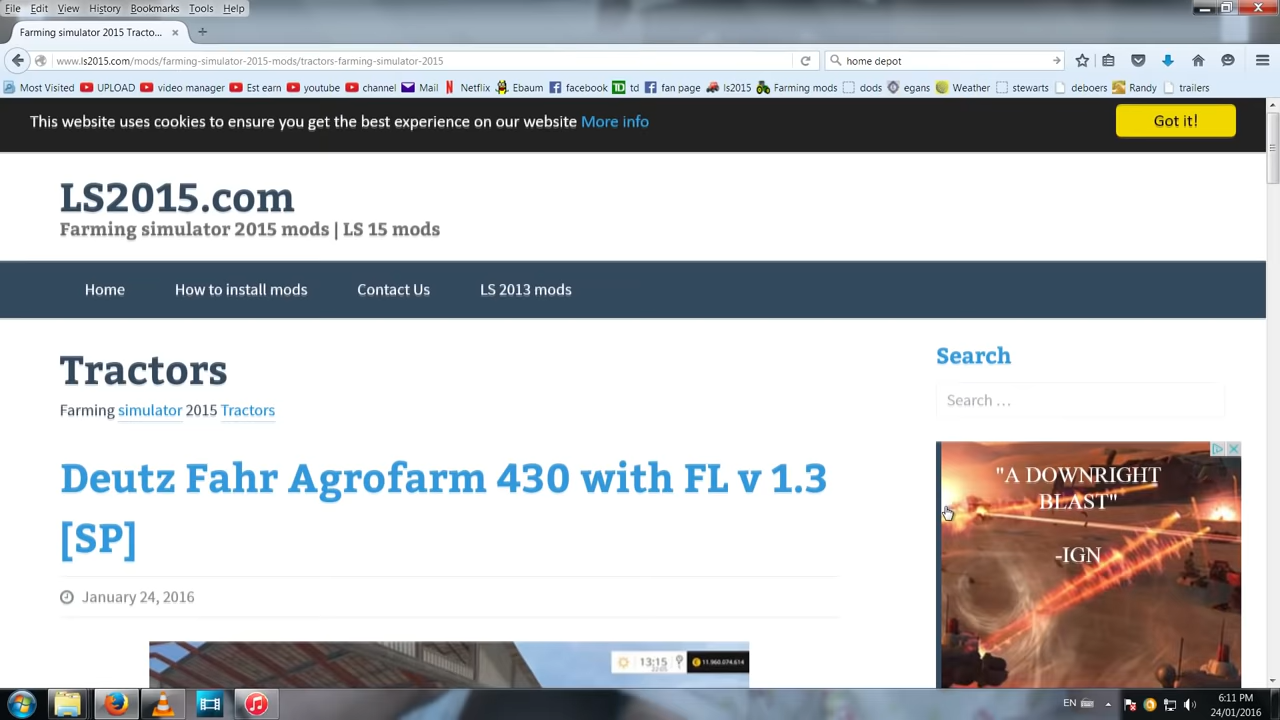 File Edit View History Bookmarks Tools Help
Farming simulator 2015 Tracto...
www.ls2015.com/mods/farming-simulator-2015-mods/tractors-farming-simulator-2015
home depot
Most Visited UPLOAD video manager Est earn youtube channel Mail Netflix Ebaum facebook td fan page ls2015 Farming mods dods egans Weather stewarts deboers Randy trailers
This website uses cookies to ensure you get the best experience on our website More info
Got it!
LS2015.com
Farming simulator 2015 mods | LS 15 mods
Home How to install mods Contact Us LS 2013 mods
Tractors
Farming simulator 2015 Tractors
Deutz Fahr Agrofarm 430 with FL v 1.3
[SP]
January 24, 2016
13:15
11.960.074.614
Search
Search ...
"A DOWNRIGHT
BLAST"
-IGN
EN
6:11 PM
24/01/2016